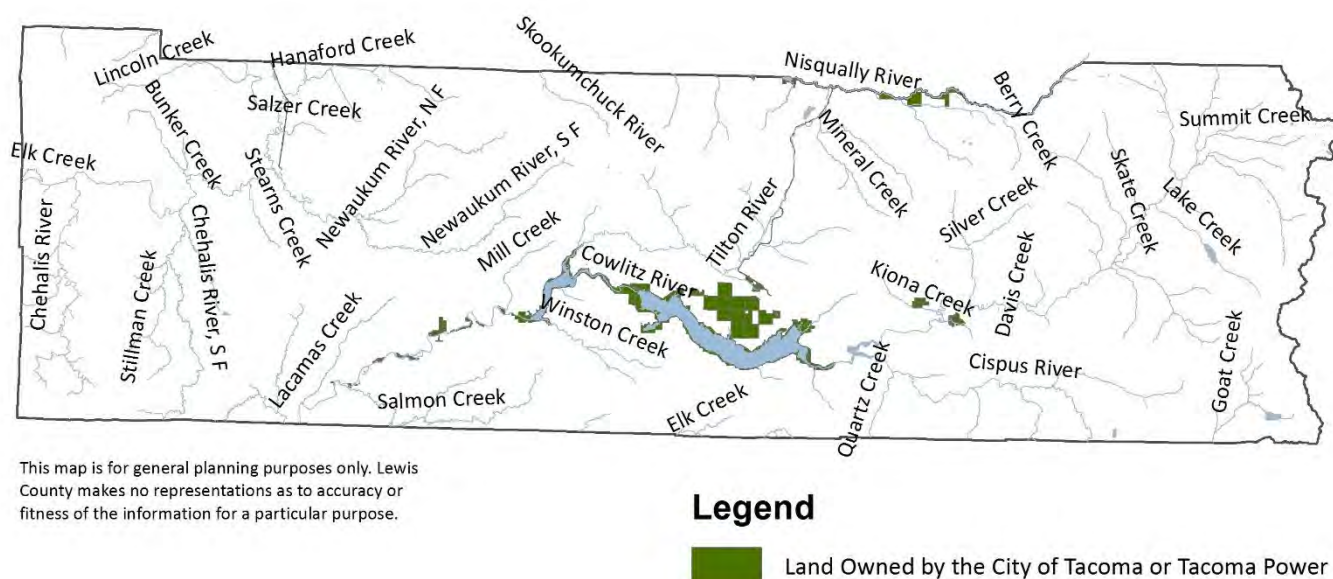 Lincoln Creek
Hanaford Creek
Skookumchuck River
Nisqually River
Berry Creek
Summit Creek
Bunker Creek
Salzer Creek
Newaukum River, N F
Newaukum River, S F
Mineral Creek
Skate Creek
Lake Creek
Elk Creek
Stearns Creek
Silver Creek
Chehalis River
Stillman Creek
Chehalis River, S F
Mill Creek
Cowlitz River
Tilton River
Kiona Creek
Davis Creek
Lacamas Creek
Winston Creek
Salmon Creek
Elk Creek
Quartz Creek
Cispus River
Goat Creek
This map is for general planning purposes only. Lewis
County makes no representations as to accuracy or
fitness of the information for a particular purpose.
Legend
Land Owned by the City of Tacoma or Tacoma Power